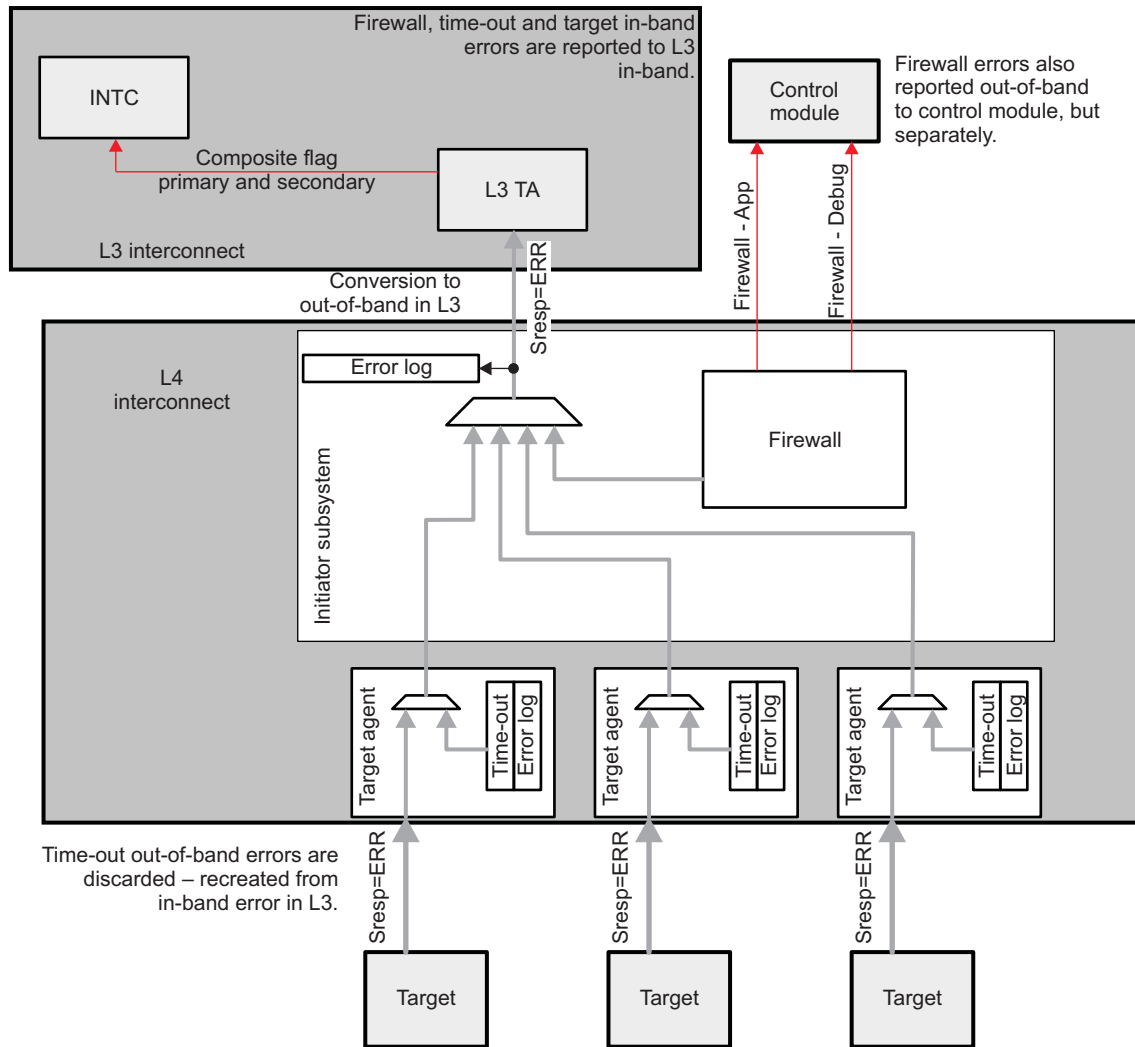 Firewall, time-out and target in-band
errors are reported to L3
in-band.
INTC
Composite flag
primary and secondary
L3 TA
L3 interconnect
Control
module
Firewall errors also
reported out-of-band
to control module, but
separately.
Firewall - App
Firewall - Debug
Conversion to
out-of-band in L3
Sresp=ERR
L4
interconnect
Error log
Firewall
Initiator subsystem
Target agent
Time-out
Error log
Target agent
Time-out
Error log
Target agent
Time-out
Error log
Time-out out-of-band errors are
discarded – recreated from
in-band error in L3.
Sresp=ERR
Sresp=ERR
Sresp=ERR
Target
Target
Target